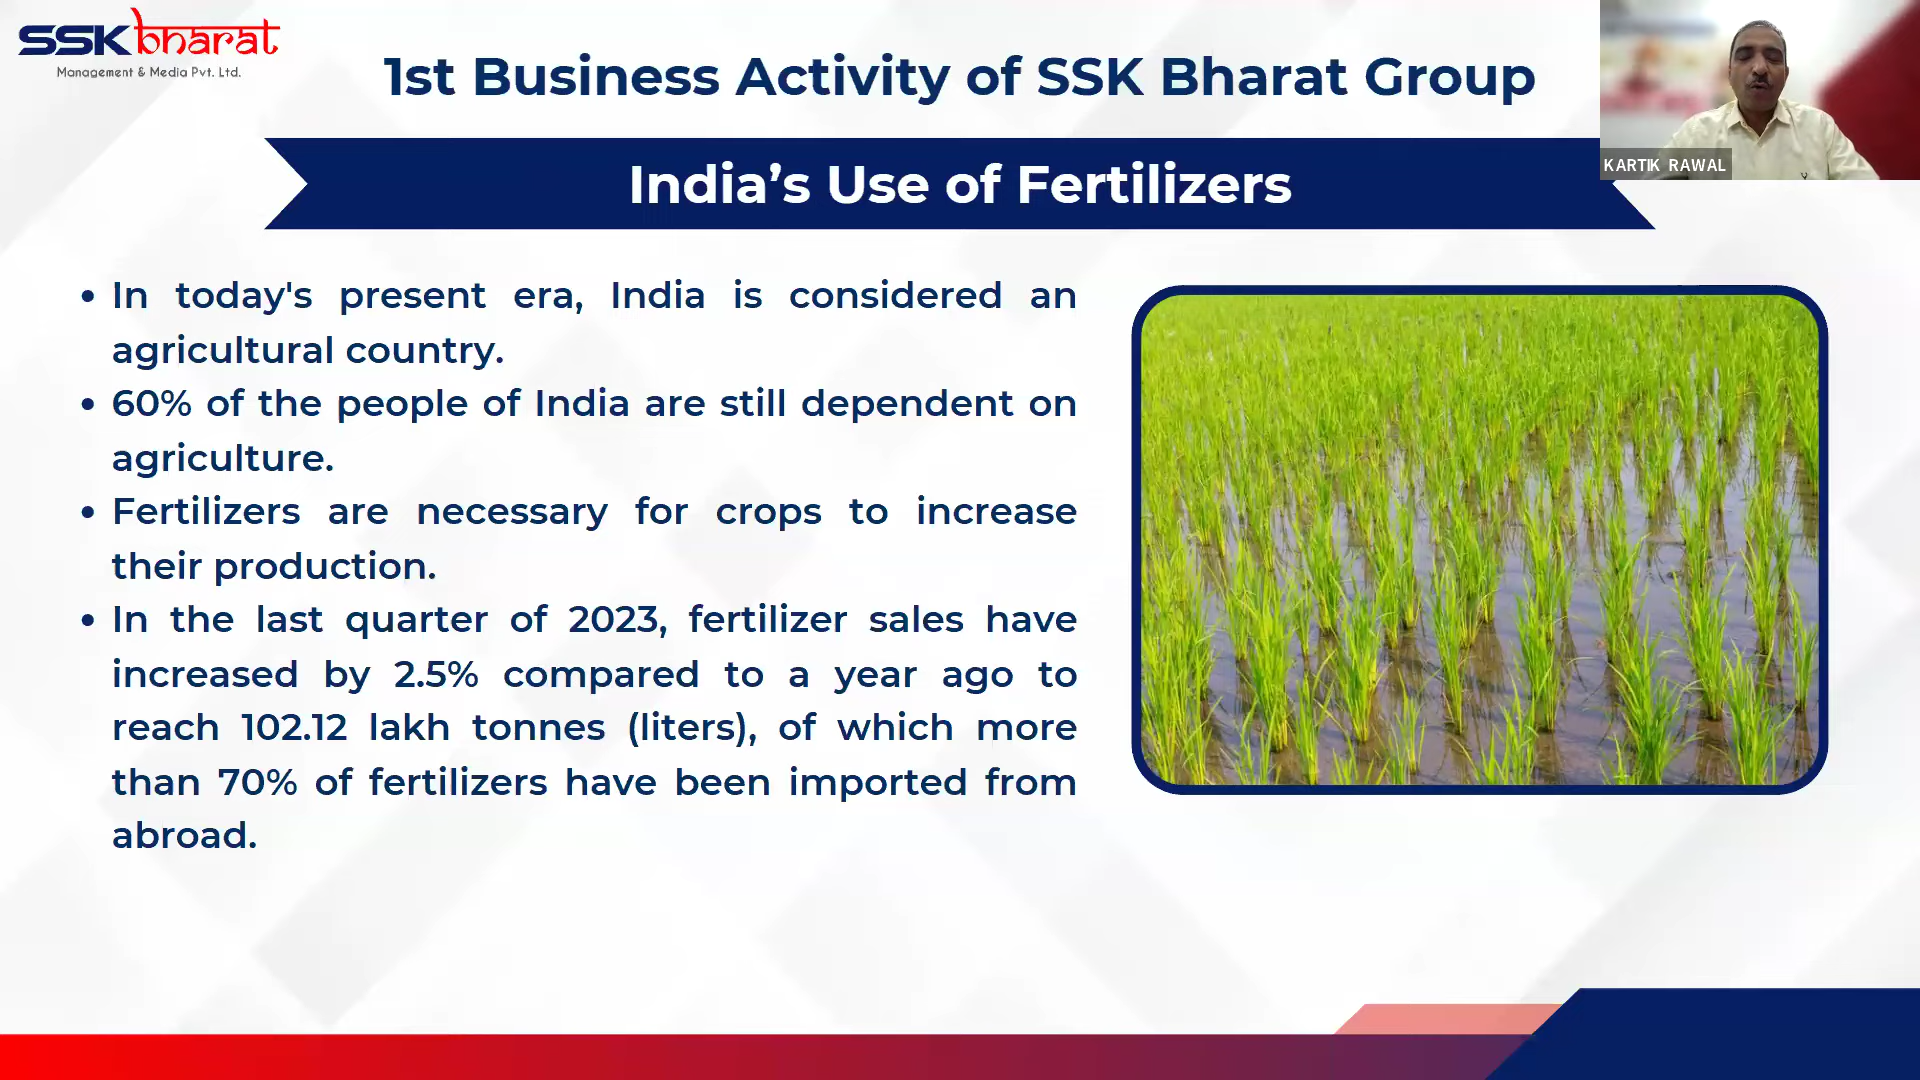 SSK bharat
Management & Media Pvt. Ltd.
1st Business Activity of SSK Bharat Group
India’s Use of Fertilizers
KARTIK RAWAL
• In today's present era, India is considered an
agricultural country.
• 60% of the people of India are still dependent on
agriculture.
• Fertilizers are necessary for crops to increase
their production.
• In the last quarter of 2023, fertilizer sales have
increased by 2.5% compared to a year ago to
reach 102.12 lakh tonnes (liters), of which more
than 70% of fertilizers have been imported from
abroad.